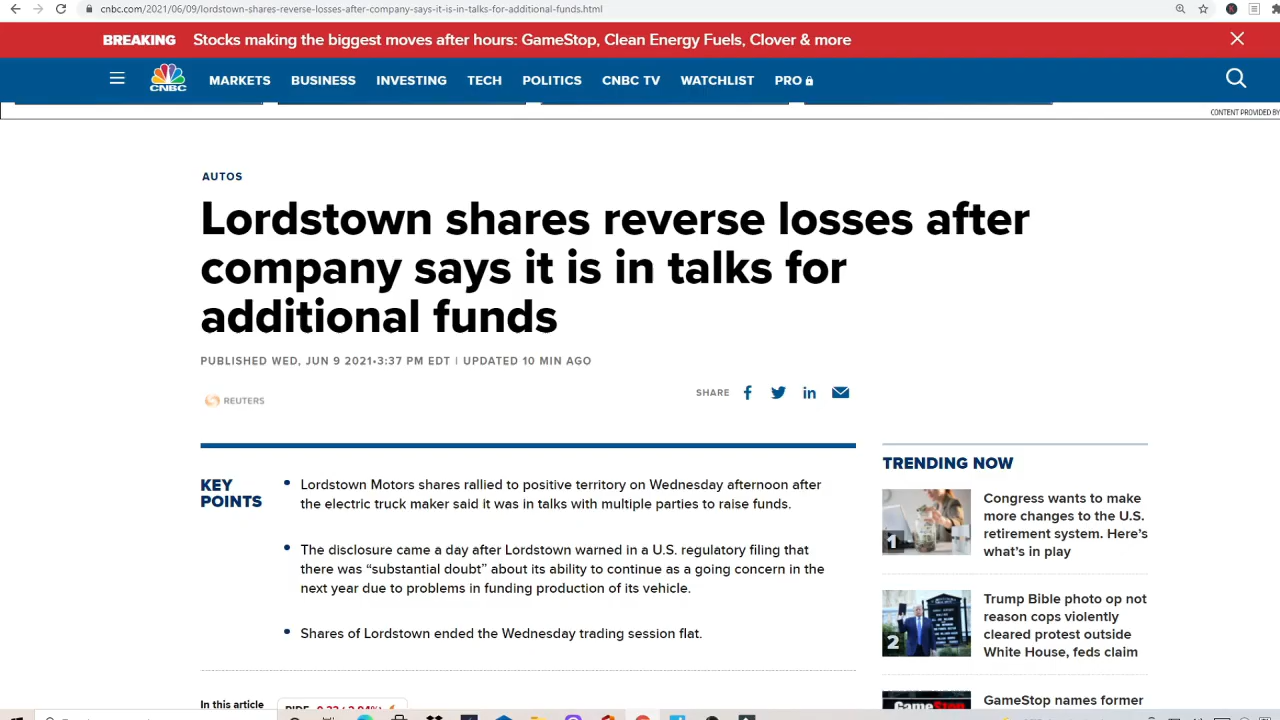 cnbc.com/2021/06/09/lordstown-shares-reverse-losses-after-company-says-it-is-in-talks-for-additional-funds.html
BREAKING Stocks making the biggest moves after hours: GameStop, Clean Energy Fuels, Clover & more
CNBC MARKETS BUSINESS INVESTING TECH POLITICS CNBC TV WATCHLIST PRO
CONTENT PROVIDED BY
AUTOS
Lordstown shares reverse losses after
company says it is in talks for
additional funds
PUBLISHED WED, JUN 9 2021•3:37 PM EDT | UPDATED 10 MIN AGO
REUTERS
SHARE
KEY
POINTS
• Lordstown Motors shares rallied to positive territory on Wednesday afternoon after
the electric truck maker said it was in talks with multiple parties to raise funds.
• The disclosure came a day after Lordstown warned in a U.S. regulatory filing that
there was “substantial doubt” about its ability to continue as a going concern in the
next year due to problems in funding production of its vehicle.
• Shares of Lordstown ended the Wednesday trading session flat.
In this article
TRENDING NOW
1
Congress wants to make
more changes to the U.S.
retirement system. Here’s
what’s in play
2
Trump Bible photo op not
reason cops violently
cleared protest outside
White House, feds claim
GameStop names former